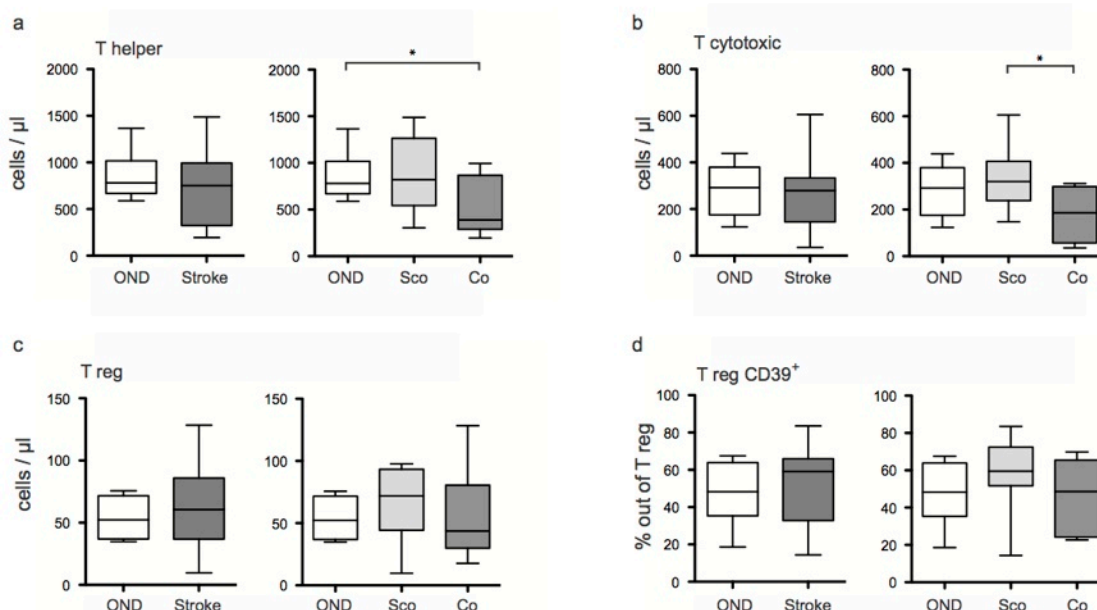 a
T helper
cells / µl
2000
1500
1000
500
0
OND Stroke
*
2000
1500
1000
500
0
OND Sco Co
b
T cytotoxic
800
600
400
200
0
OND Stroke
*
800
600
400
200
0
OND Sco Co
c
T reg
cells / µl
150
100
50
0
OND Stroke
150
100
50
0
OND Sco Co
d
T reg CD39+
% out of T reg
100
80
60
40
20
0
OND Stroke
100
80
60
40
20
0
OND Sco Co